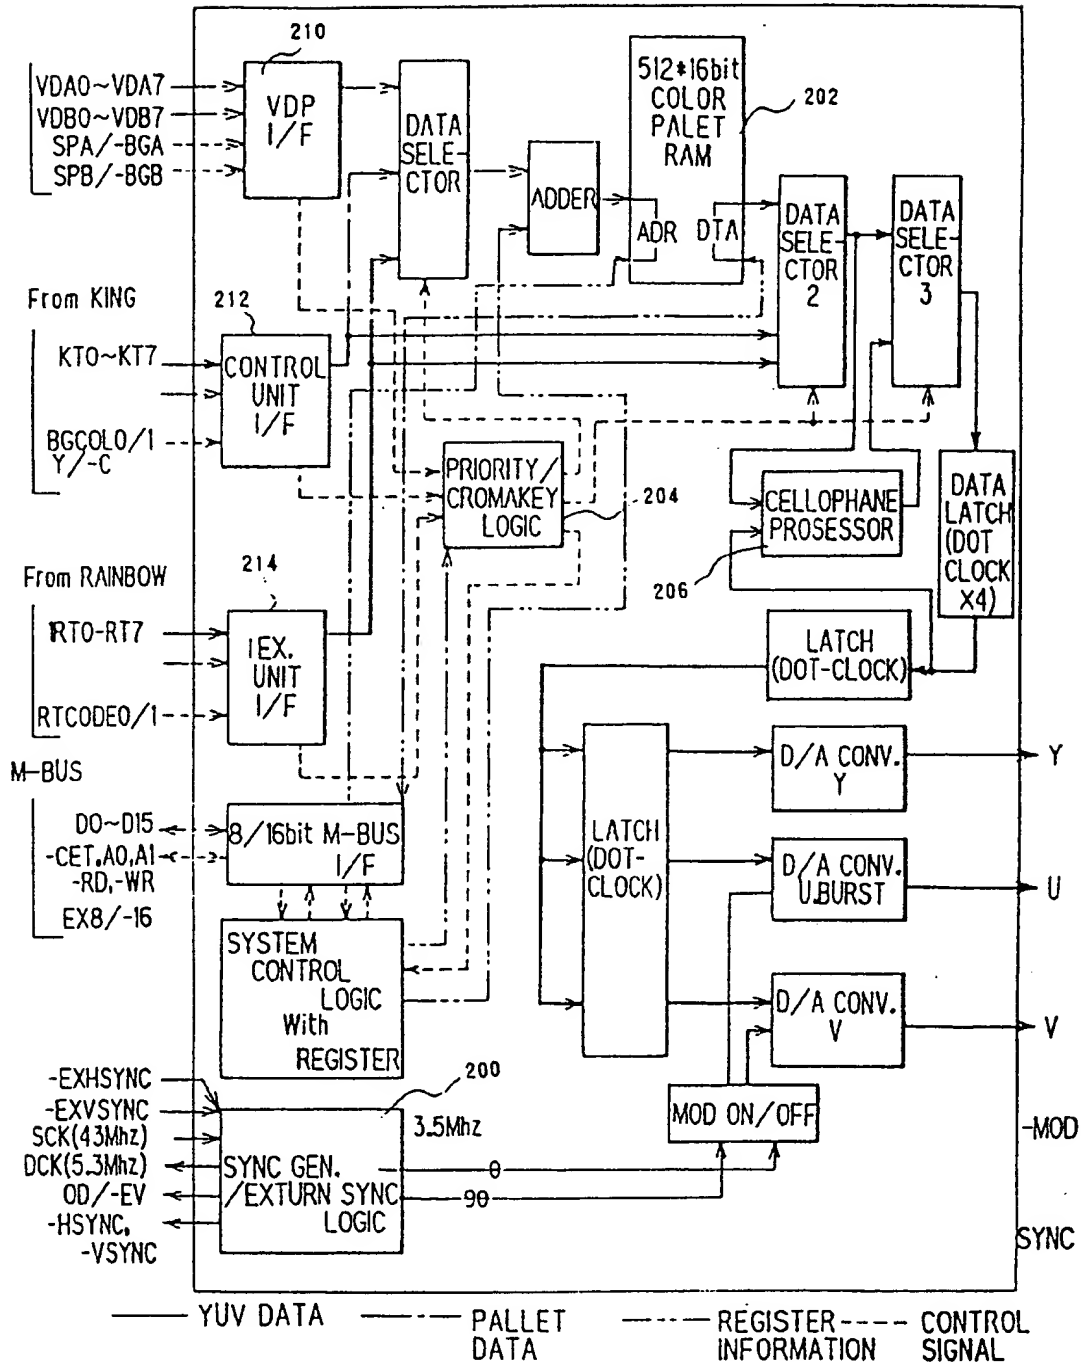 210
VDA0~VDA7
VDB0~VDB7
SPA/-BGA
SPB/-BGB
VDP
I/F
DATA
SELE-
CTOR
ADDER
512*16bit
COLOR
PALET
RAM
ADR DTA
202
DATA
SELE-
CTOR
2
DATA
SELE-
CTOR
3
From KING
212
KT0~KT7
BGCOL0/1
Y/-C
CONTROL
UNIT
I/F
PRIORITY/
CROMAKEY
LOGIC
204
CELLOPHANE
PROSESSOR
206
DATA
LATCH
(DOT
CLOCK
X4)
From RAINBOW
214
RT0-RT7
RTCODE0/1
EX.
UNIT
I/F
LATCH
(DOT-CLOCK)
M-BUS
D0~D15
-CET.A0,A1
-RD,-WR
EX8/-16
8/16bit M-BUS
I/F
LATCH
(DOT-
CLOCK)
D/A CONV.
Y
Y
D/A CONV.
U.BURST
U
D/A CONV.
V
V
SYSTEM
CONTROL
LOGIC
With
REGISTER
200
-EXHSYNC
-EXVSYNC
SCK(43Mhz)
DCK(5.3Mhz)
OD/-EV
-HSYNC.
-VSYNC
SYNC GEN.
/EXTURN SYNC
LOGIC
3.5Mhz
0
90
MOD ON/OFF
-MOD
SYNC
YUV DATA
PALLET
DATA
REGISTER
INFORMATION
CONTROL
SIGNAL